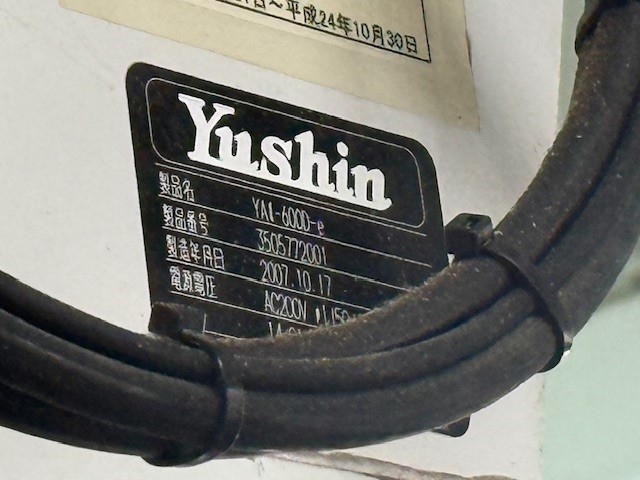 日～平成24年10月30日
Yushin
製品名 YA1-600D-e
製品番号 3505772001
製造年月日 2007.10.17
電源電圧 AC200V